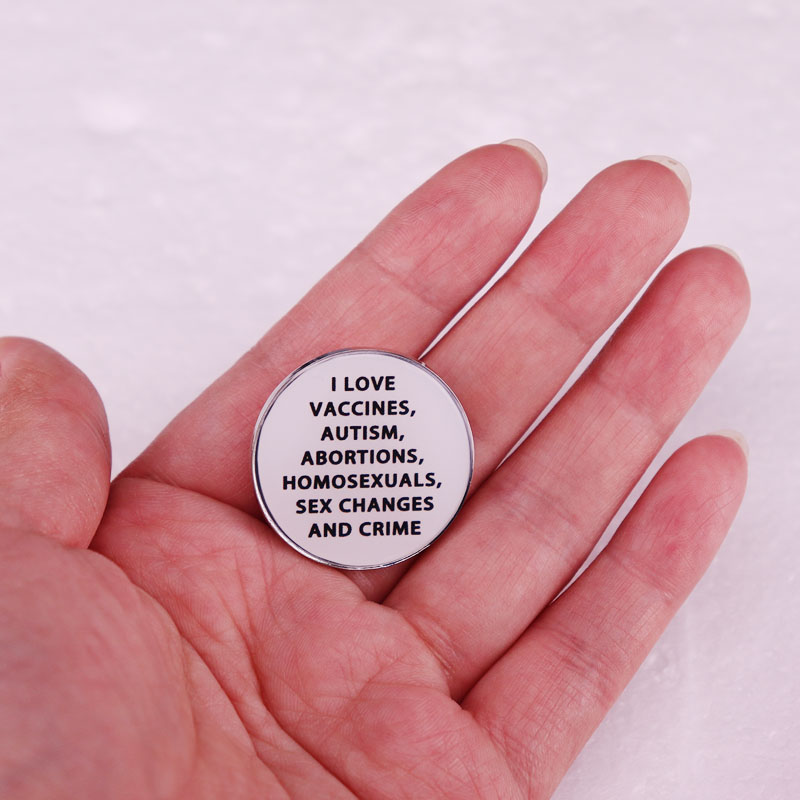 I LOVE
VACCINES,
AUTISM,
ABORTIONS,
HOMOSEXUALS,
SEX CHANGES
AND CRIME